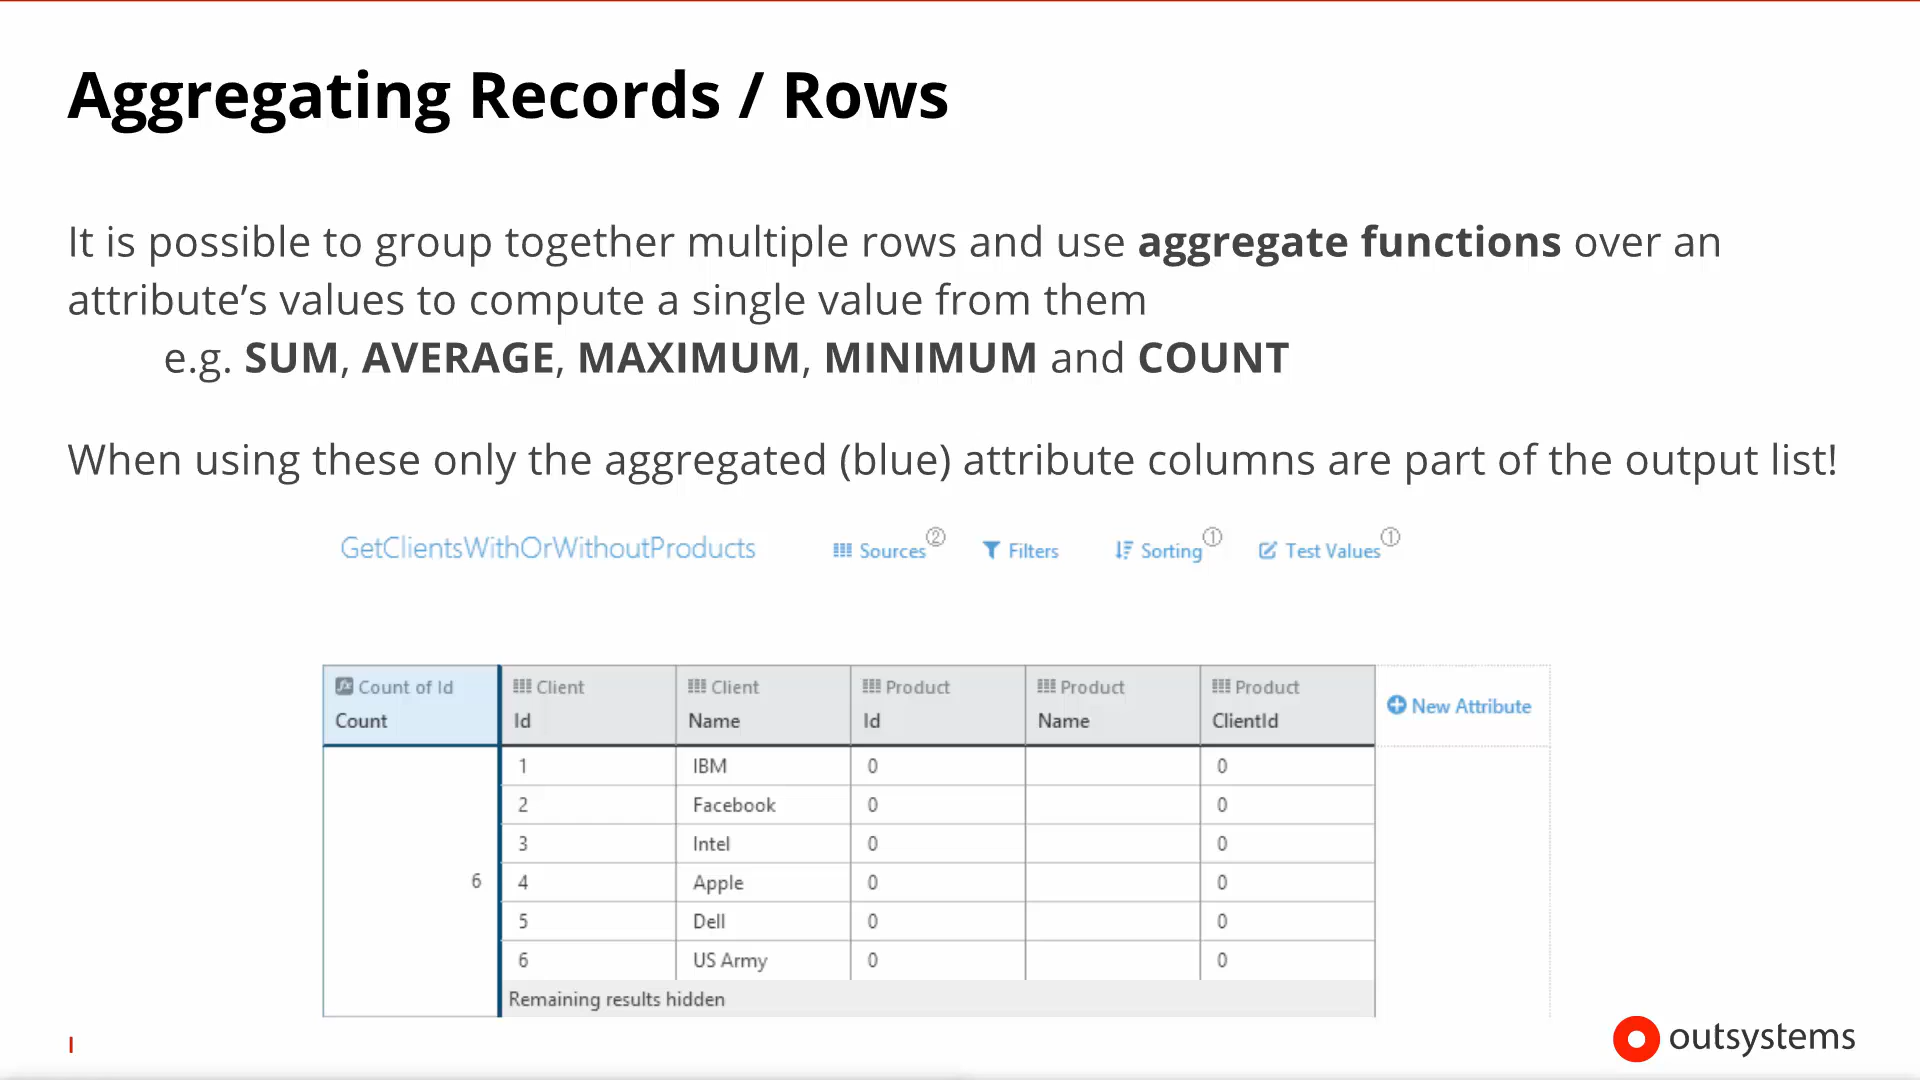 Aggregating Records / Rows
It is possible to group together multiple rows and use aggregate functions over an
attribute’s values to compute a single value from them
e.g. SUM, AVERAGE, MAXIMUM, MINIMUM and COUNT
When using these only the aggregated (blue) attribute columns are part of the output list!
GetClientsWithOrWithoutProducts Sources 2 Filters Sorting 1 Test Values 1
Count of Id Client Client Product Product Product
Count Id Name Id Name ClientId
New Attribute
1 IBM 0 0
2 Facebook 0 0
3 Intel 0 0
6 4 Apple 0 0
5 Dell 0 0
6 US Army 0 0
Remaining results hidden
outsystems